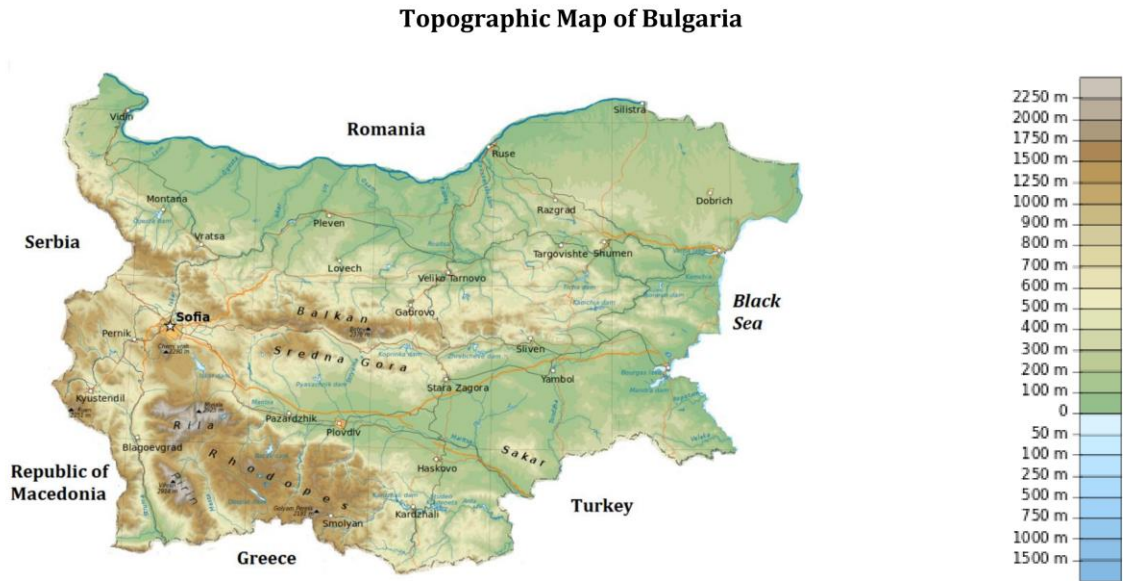 Topographic Map of Bulgaria
Romania
Serbia
Republic of
Macedonia
Greece
Turkey
Black
Sea
Vidin
Silistra
Ruse
Montana
Pleven
Razgrad
Dobrich
Vratsa
Targovishte
Shumen
Lovech
Veliko Tarnovo
Sofia
Balkan
Gabrovo
Pernik
Sredna Gora
Sliven
Kyustendil
Stara Zagora
Yambol
Pazardzhik
Plovdiv
Rila
Blagoevgrad
Rhodopes
Haskovo
Sakar
Pirin
Kardzhali
Smolyan
2250 m
2000 m
1750 m
1500 m
1250 m
1000 m
900 m
800 m
700 m
600 m
500 m
400 m
300 m
200 m
100 m
0
50 m
100 m
250 m
500 m
750 m
1000 m
1500 m